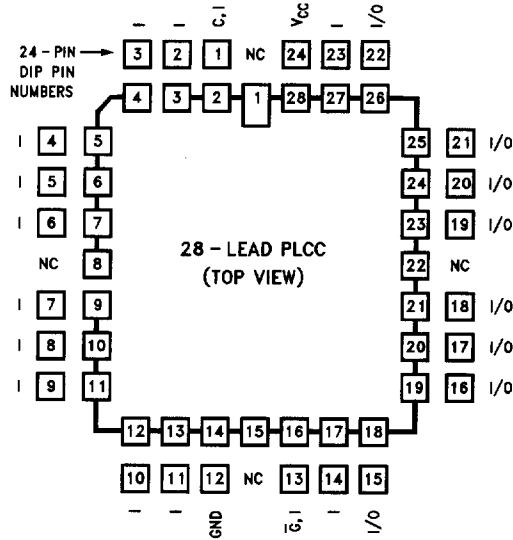 I I C, I VCC I I/O
24-PIN DIP PIN NUMBERS 3 2 1 NC 24 23 22
4 3 2 1 28 27 26
I 4 5 25 21 I/O
I 5 6 24 20 I/O
I 6 7 23 19 I/O
NC 8 22 NC
28-LEAD PLCC
(TOP VIEW)
I 7 9 21 18 I/O
I 8 10 20 17 I/O
I 9 11 19 16 I/O
12 13 14 15 16 17 18
10 11 12 NC 13 14 15
I I GND G, I I I/O